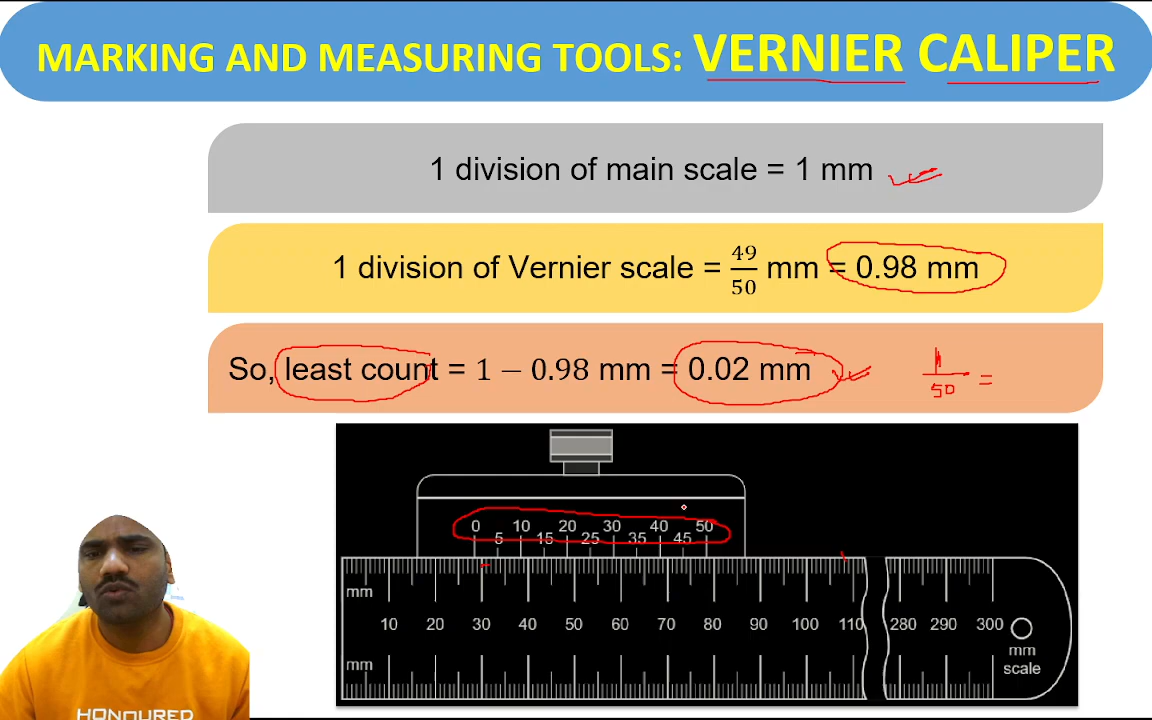 MARKING AND MEASURING TOOLS: VERNIER CALIPER
1 division of main scale = 1 mm
1 division of Vernier scale = 49/50 mm = 0.98 mm
So, least count = 1 − 0.98 mm = 0.02 mm
50 =
0 10 20 30 40 50
5 15 25 35 45
mm
10 20 30 40 50 60 70 80 90 100 110 280 290 300
mm
mm
scale
HONOURED